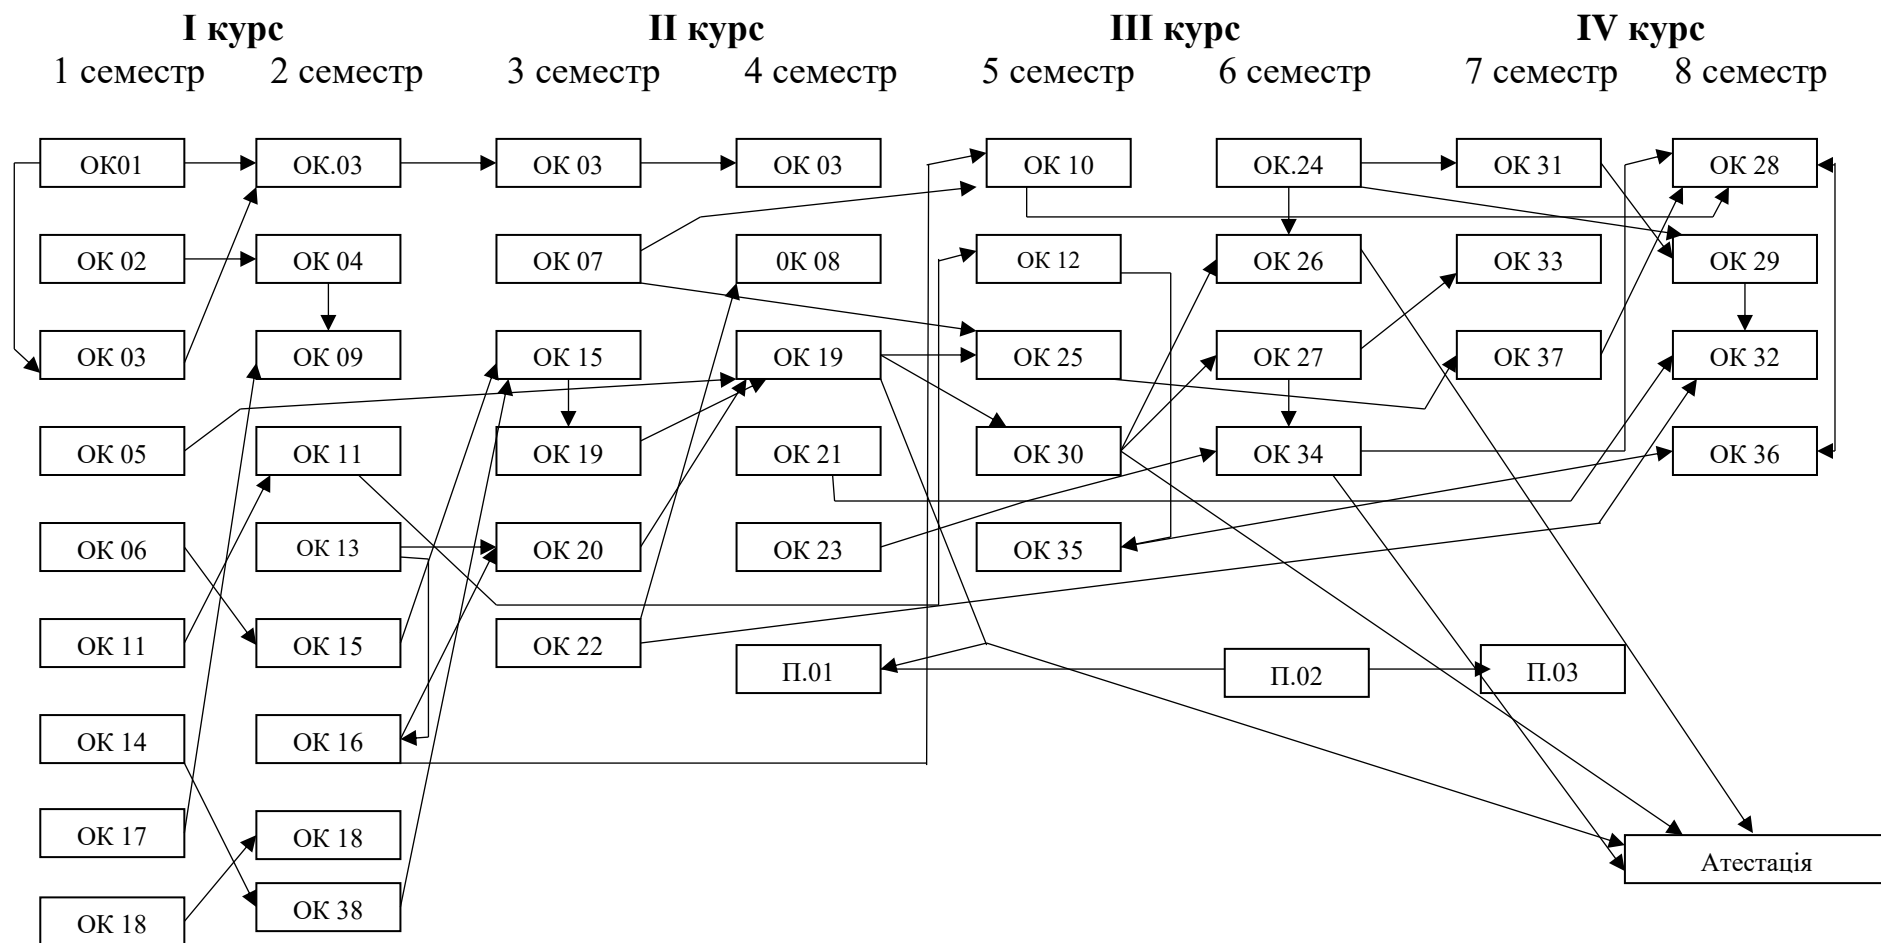 I курс II курс III курс IV курс
1 семестр 2 семестр 3 семестр 4 семестр 5 семестр 6 семестр 7 семестр 8 семестр
ОК01 ОК.03 ОК 03 ОК 03 ОК 10 ОК.24 ОК 31 ОК 28
ОК 02 ОК 04 ОК 07 0К 08 ОК 12 ОК 26 ОК 33 ОК 29
ОК 03 ОК 09 ОК 15 ОК 19 ОК 25 ОК 27 ОК 37 ОК 32
ОК 05 ОК 11 ОК 19 ОК 21 ОК 30 ОК 34 ОК 36
ОК 06 ОК 13 ОК 20 ОК 23 ОК 35
ОК 11 ОК 15 ОК 22
П.01 П.02 П.03
ОК 14 ОК 16
ОК 17 ОК 18
Атестація
ОК 18 ОК 38